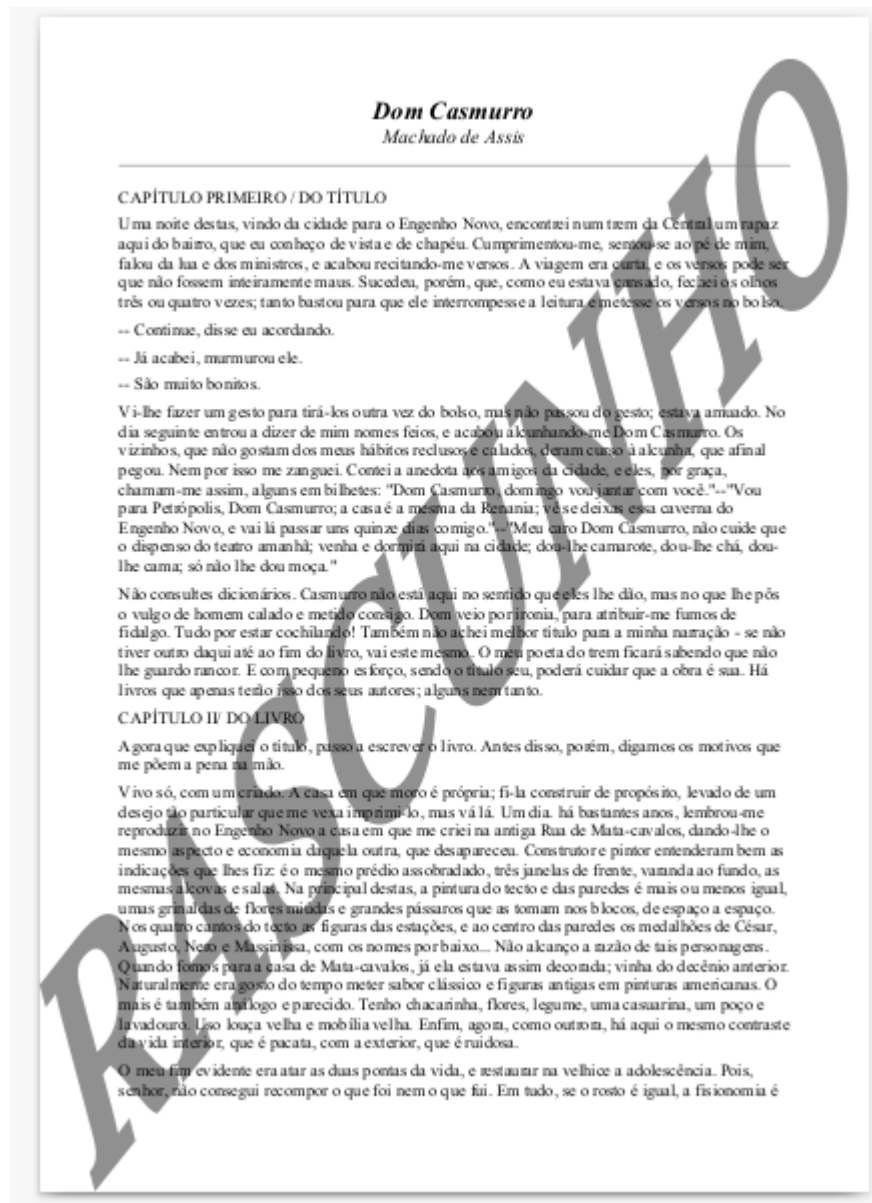 Dom Casmurro
Machado de Assis
CAPÍTULO PRIMEIRO / DO TÍTULO
Uma noite destas, vindo da cidade para o Engenho Novo, encontrei num trem da Central um rapaz
aqui do bairro, que eu conheço de vista e de chapéu. Cumprimentou-me, sentou-se ao pé de mim,
falou da lua e dos ministros, e acabou recitando-me versos. A viagem era curta, e os versos pode ser
que não fossem inteiramente maus. Sucedeu, porém, que, como eu estava cansado, fechei os olhos
três ou quatro vezes; tanto bastou para que ele interrompesse a leitura e metesse os versos no bolso.
-- Continue, disse eu acordando.
-- Já acabei, murmurou ele.
-- São muito bonitos.
Vi-lhe fazer um gesto para tirá-los outra vez do bolso, mas não passou do gesto; estava amuado. No
dia seguinte entrou a dizer de mim nomes feios, e acabou alcunhando-me Dom Casmurro. Os
vizinhos, que não gostam dos meus hábitos reclusos e calados, deram curso à alcunha, que afinal
pegou. Nem por isso me zanguei. Contei a anedota aos amigos da cidade, e eles, por graça,
chamam-me assim, alguns em bilhetes: "Dom Casmurro, domingo vou jantar com você."--"Vou
para Petrópolis, Dom Casmurro; a casa é a mesma da Renania; vê se deixas essa caverna do
Engenho Novo, e vai lá passar uns quinze dias comigo."--"Meu caro Dom Casmurro, não cuide que
o dispenso do teatro amanhã; venha e dormirá aqui na cidade; dou-lhe camarote, dou-lhe chá, dou-
lhe cama; só não lhe dou moça."
Não consultes dicionários. Casmurro não está aqui no sentido que eles lhe dão, mas no que lhe pôs
o vulgo de homem calado e metido consigo. Dom veio por ironia, para atribuir-me fumos de
fidalgo. Tudo por estar cochilando! Também não achei melhor título para a minha narração - se não
tiver outro daqui até ao fim do livro, vai este mesmo. O meu poeta do trem ficará sabendo que não
lhe guardo rancor. E com pequeno esforço, sendo o título seu, poderá cuidar que a obra é sua. Há
livros que apenas terão isso dos seus autores; alguns nem tanto.
CAPÍTULO II/ DO LIVRO
Agora que expliquei o título, passo a escrever o livro. Antes disso, porém, digamos os motivos que
me põem a pena na mão.
Vivo só, com um criado. A casa em que moro é própria; fi-la construir de propósito, levado de um
desejo tão particular que me vexa imprimi-lo, mas vá lá. Um dia. há bastantes anos, lembrou-me
reproduzir no Engenho Novo a casa em que me criei na antiga Rua de Mata-cavalos, dando-lhe o
mesmo aspecto e economia daquela outra, que desapareceu. Construtor e pintor entenderam bem as
indicações que lhes fiz: é o mesmo prédio assobradado, três janelas de frente, varanda ao fundo, as
mesmas alcovas e salas. Na principal destas, a pintura do tecto e das paredes é mais ou menos igual,
umas grinaldas de flores miúdas e grandes pássaros que as tomam nos blocos, de espaço a espaço.
Nos quatro cantos do tecto as figuras das estações, e ao centro das paredes os medalhões de César,
Augusto, Nero e Massinissa, com os nomes por baixo... Não alcanço a razão de tais personagens.
Quando fomos para a casa de Mata-cavalos, já ela estava assim decorada; vinha do decênio anterior.
Naturalmente era gosto do tempo meter sabor clássico e figuras antigas em pinturas americanas. O
mais é também análogo e parecido. Tenho chacarinha, flores, legume, uma casuarina, um poço e
lavadouro. Uso louça velha e mobília velha. Enfim, agora, como outrora, há aqui o mesmo contraste
da vida interior, que é pacata, com a exterior, que é ruidosa.
O meu fim evidente era atar as duas pontas da vida, e restaurar na velhice a adolescência. Pois,
senhor, não consegui recompor o que foi nem o que fui. Em tudo, se o rosto é igual, a fisionomia é
RASCUNHO